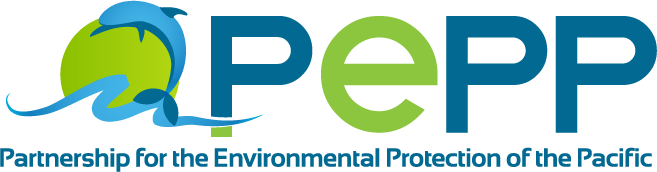 PePP
Partnership for the Environmental Protection of the Pacific